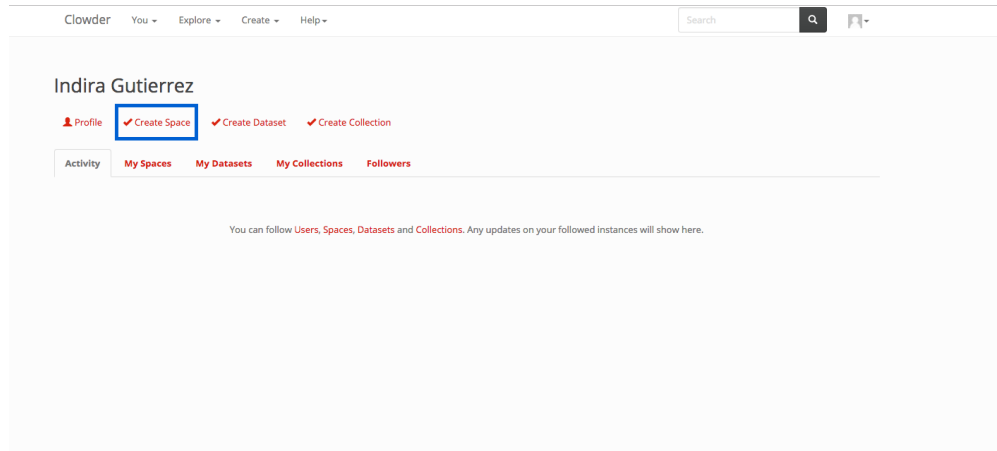 Clowder You Explore Create Help Search
Indira Gutierrez
Profile Create Space Create Dataset Create Collection
Activity My Spaces My Datasets My Collections Followers
You can follow Users, Spaces, Datasets and Collections. Any updates on your followed instances will show here.